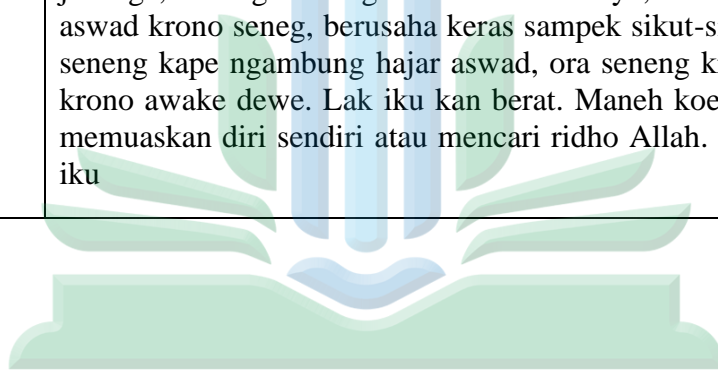 aswad krono seneg, berusaha keras sampek sikut-s
seneng kape ngambung hajar aswad, ora seneng k
krono awake dewe. Lak iku kan berat. Maneh koe
memuaskan diri sendiri atau mencari ridho Allah.
iku